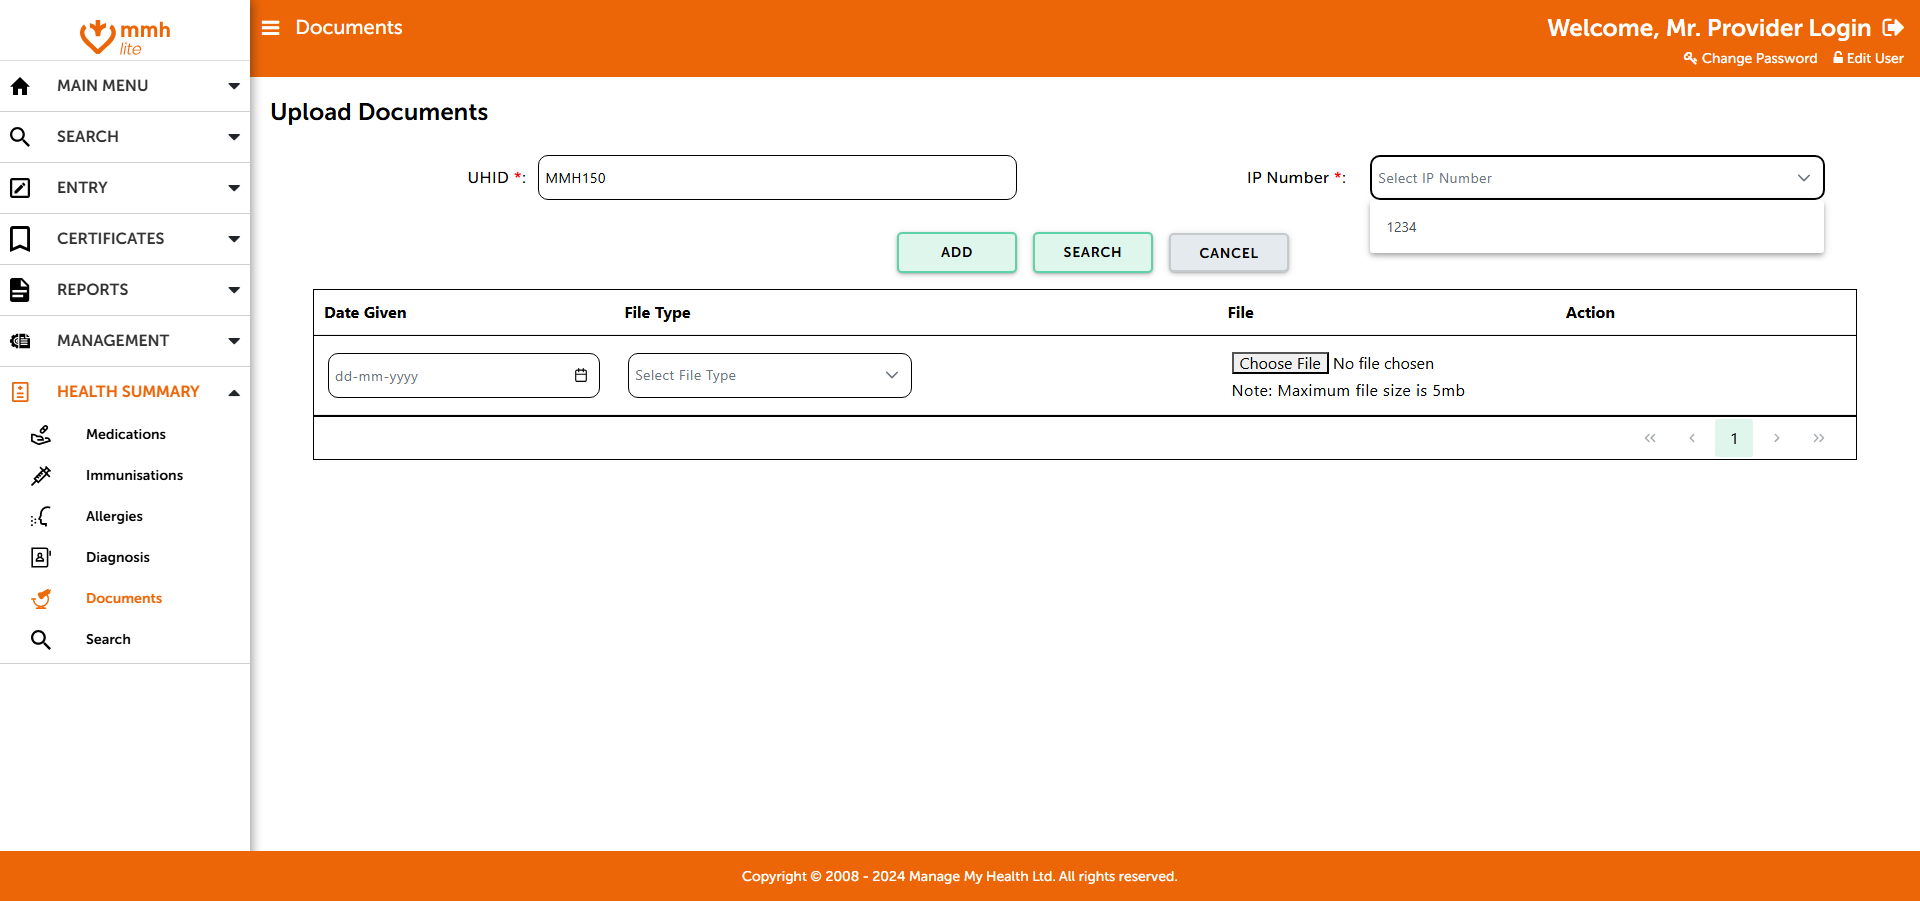 mmh
lite
Documents
Welcome, Mr. Provider Login
Change Password
Edit User
MAIN MENU
SEARCH
ENTRY
CERTIFICATES
REPORTS
MANAGEMENT
HEALTH SUMMARY
Medications
Immunisations
Allergies
Diagnosis
Documents
Search
Upload Documents
UHID *: MMH150
IP Number *: Select IP Number
1234
ADD SEARCH CANCEL
Date Given File Type File Action
dd-mm-yyyy Select File Type Choose File No file chosen
Note: Maximum file size is 5mb
« ‹ 1 › »
Copyright © 2008 - 2024 Manage My Health Ltd. All rights reserved.